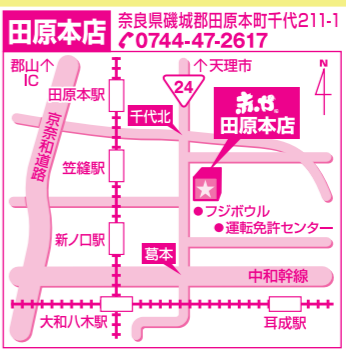 田原本店
奈良県磯城郡田原本町千代211-1
0744-47-2617
郡山へ
IC
田原本駅
へ天理市
N
24
千代北
田原本店
京奈和道路
笠縫駅
●フジボウル
●運転免許センター
新ノ口駅
葛本
中和幹線
大和八木駅
耳成駅